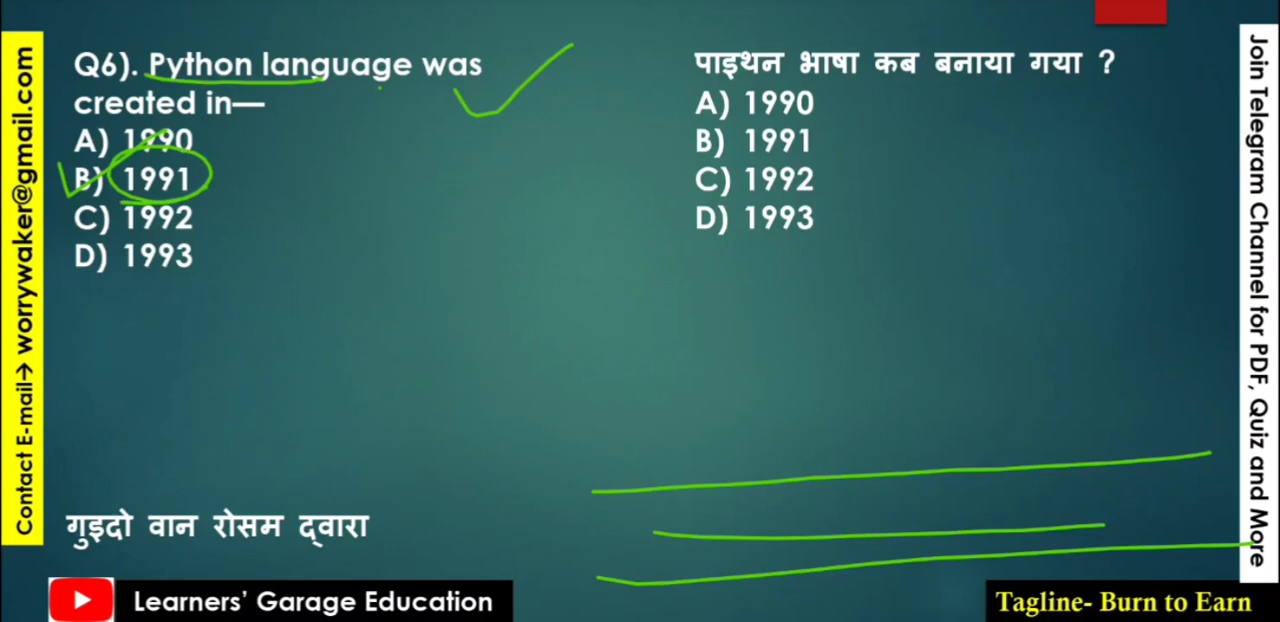 Q6). Python language was
created in—
A) 1990
B) 1991
C) 1992
D) 1993
पाइथन भाषा कब बनाया गया ?
A) 1990
B) 1991
C) 1992
D) 1993
गुइदो वान रोसम द्वारा
Contact E-mail→ worrywaker@gmail.com
Join Telegram Channel for PDF, Quiz and More
Learners’ Garage Education
Tagline- Burn to Earn